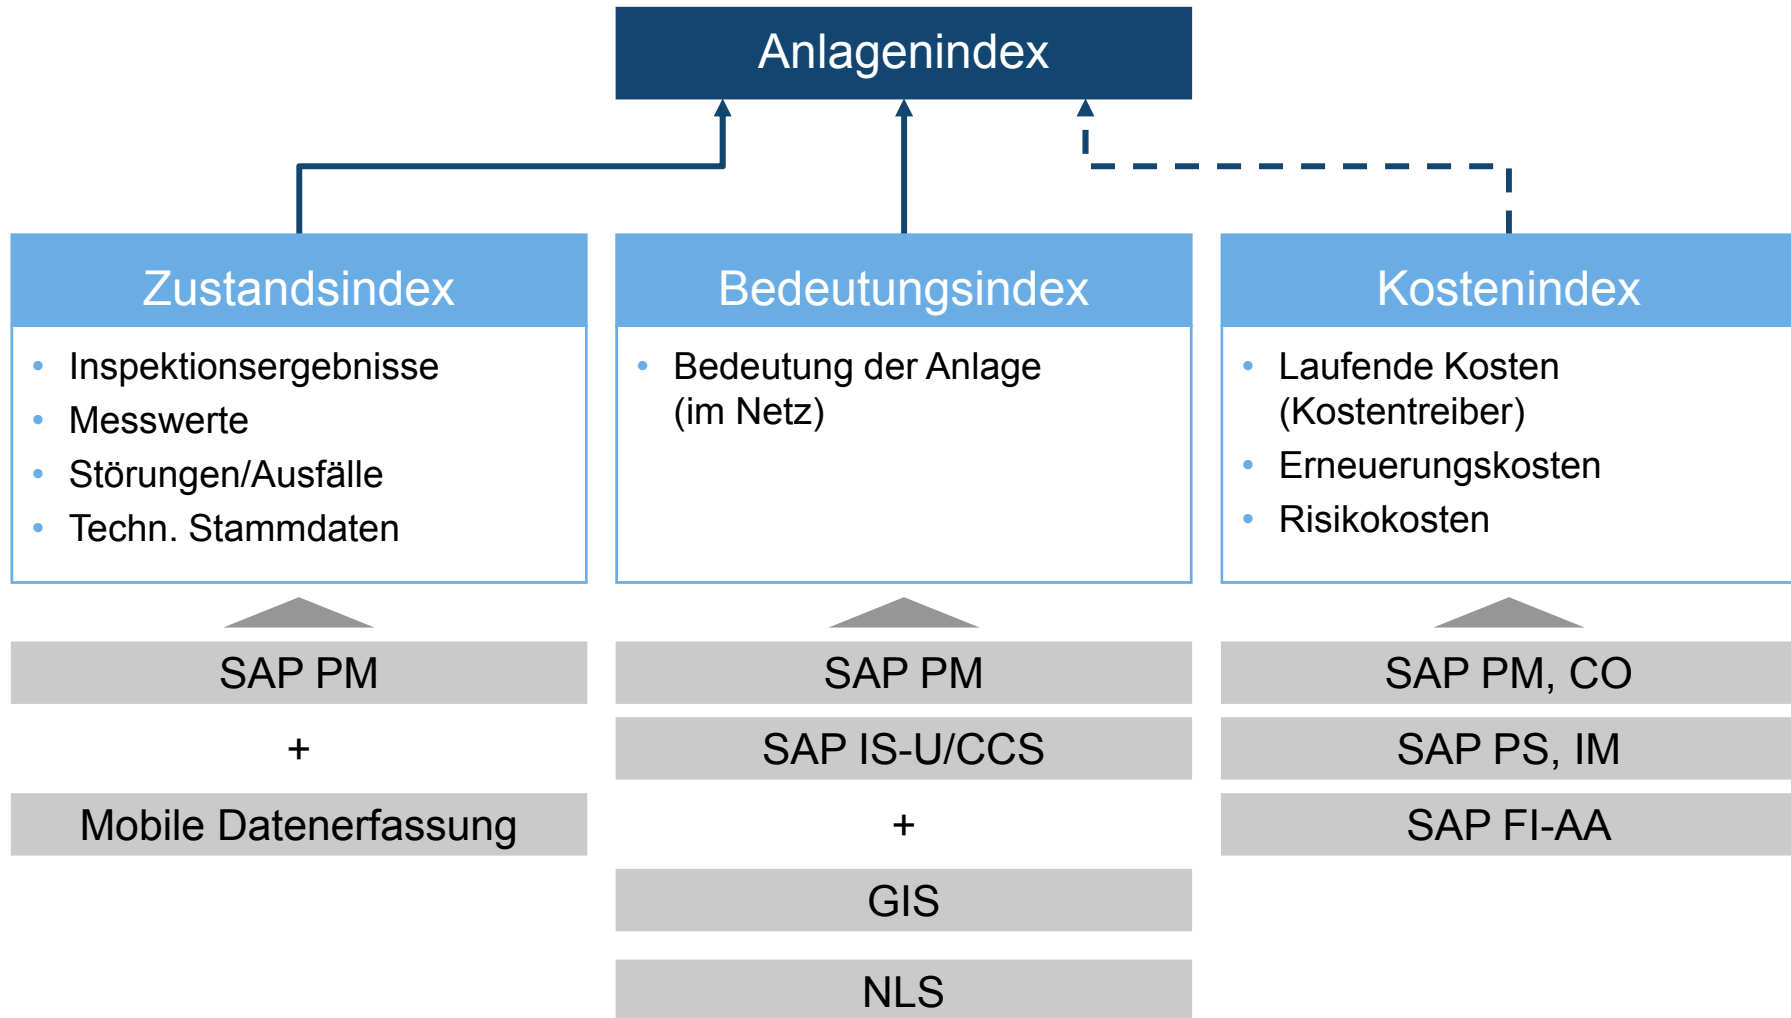 Anlagenindex
Zustandsindex
• Inspektionsergebnisse
• Messwerte
• Störungen/Ausfälle
• Techn. Stammdaten
SAP PM
+
Mobile Datenerfassung
Bedeutungsindex
• Bedeutung der Anlage
(im Netz)
SAP PM
SAP IS-U/CCS
+
GIS
NLS
Kostenindex
• Laufende Kosten
(Kostentreiber)
• Erneuerungskosten
• Risikokosten
SAP PM, CO
SAP PS, IM
SAP FI-AA